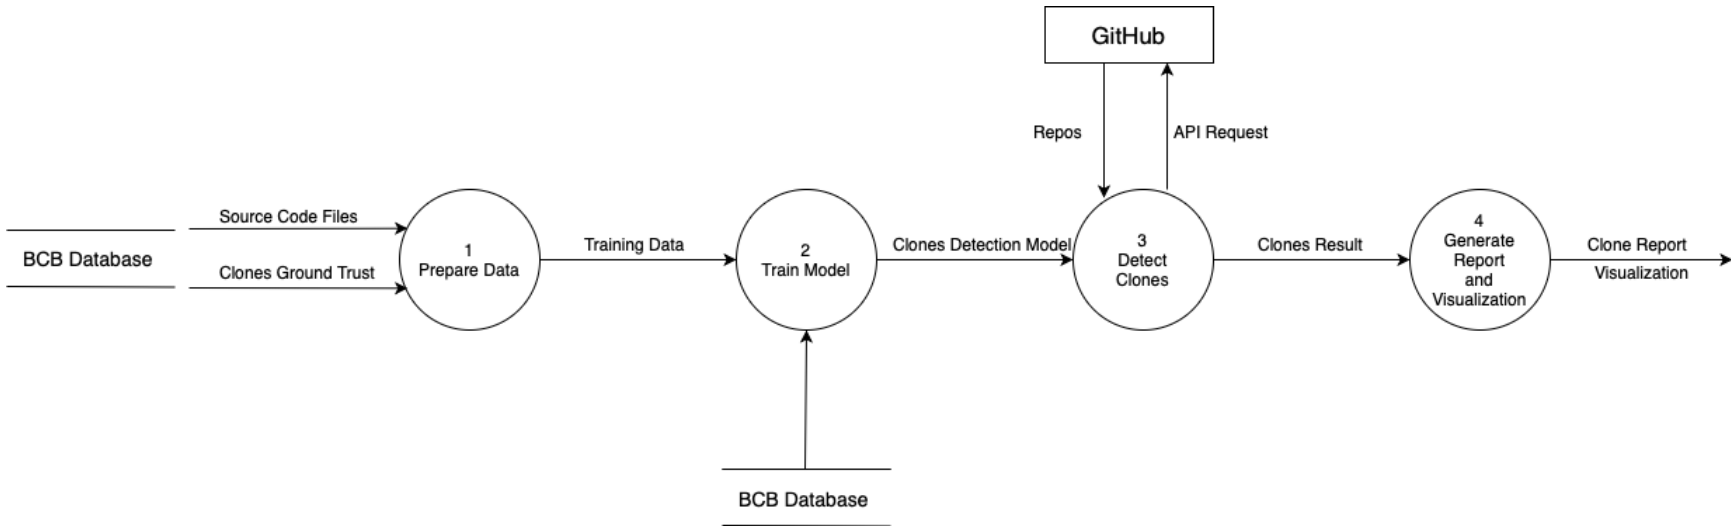 GitHub
Repos
API Request
Source Code Files
BCB Database
Clones Ground Trust
1
Prepare Data
Training Data
2
Train Model
Clones Detection Model
3
Detect
Clones
Clones Result
4
Generate
Report
and
Visualization
Clone Report
Visualization
BCB Database